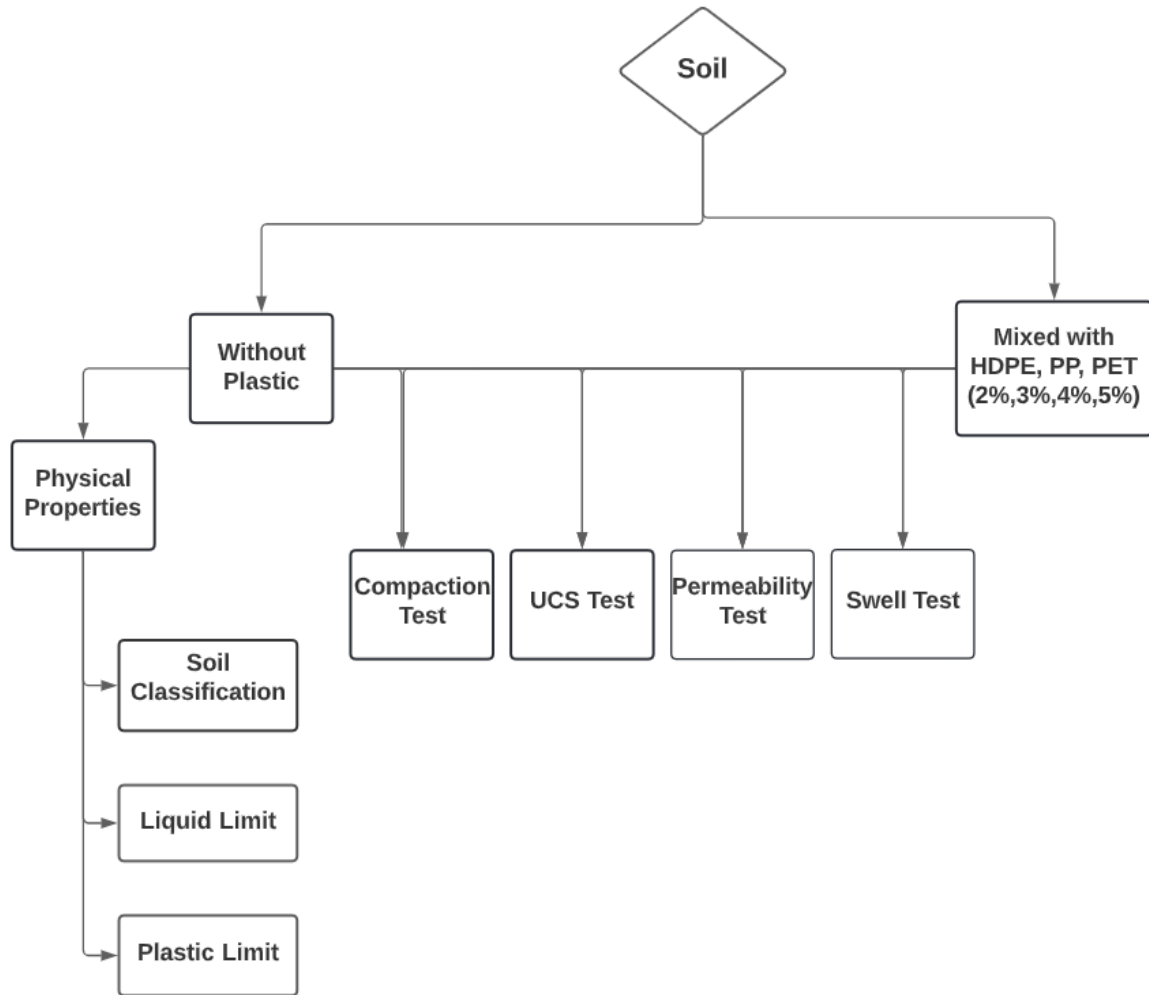 Soil
Without
Plastic
Mixed with
HDPE, PP, PET
(2%,3%,4%,5%)
Physical
Properties
Compaction
Test
UCS Test
Permeability
Test
Swell Test
Soil
Classification
Liquid Limit
Plastic Limit